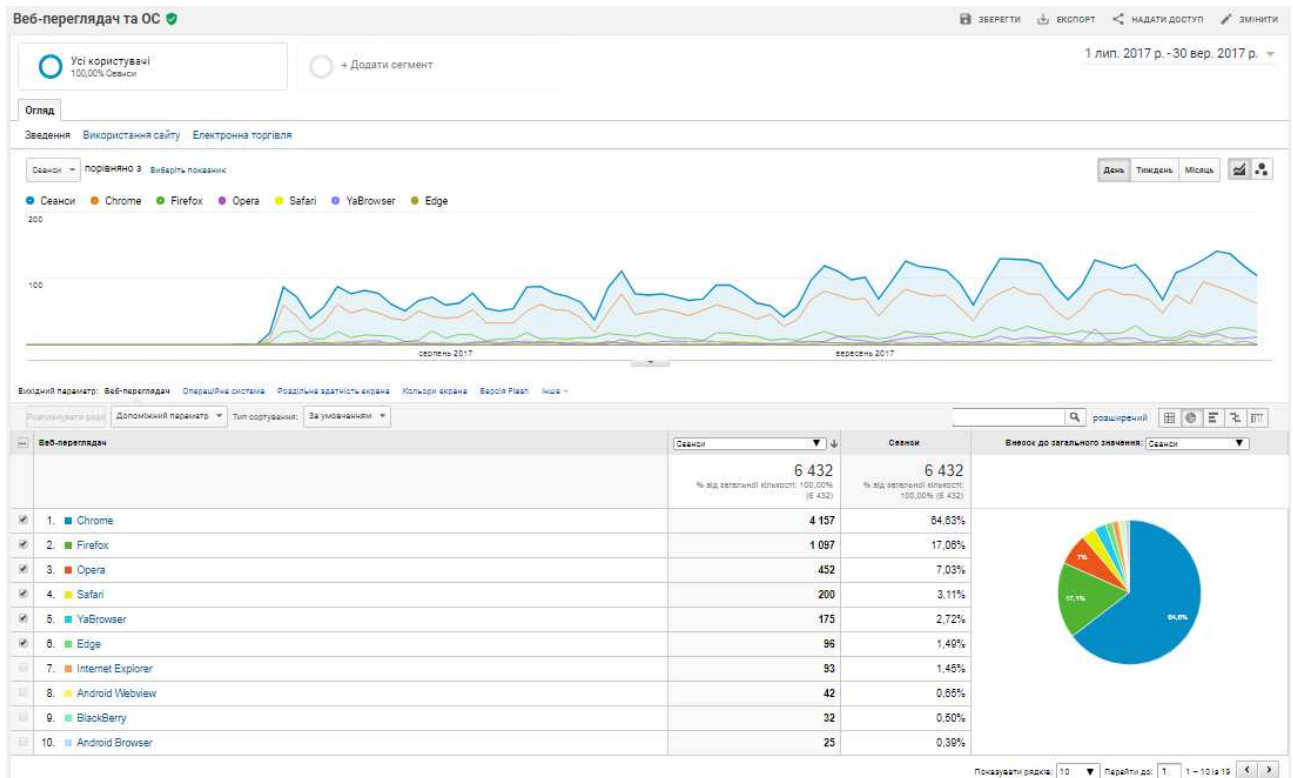 Веб-переглядач та ОС
ЗБЕРЕГТИ ЕКСПОРТ НАДАТИ ДОСТУП ЗМІНИТИ
Усі користувачі
100,00% Сеанси
+ Додати сегмент
1 лип. 2017 р. - 30 вер. 2017 р.
Огляд
Зведення Використання сайту Електронна торгівля
Сеанси порівняно з Виберіть показник
День Тиждень Місяць
Сеанси Chrome Firefox Opera Safari YaBrowser Edge
200
100
серпень 2017 вересень 2017
Вихідний параметр: Веб-переглядач Операційна система Роздільна здатність екрана Кольори екрана Версія Flash Інше
Допоміжний параметр Тип сортування: За умовчанням
розширений
Веб-переглядач Сеанси Сеанси Внесок до загального значення: Сеанси
6 432 6 432
% від загальної кількості: 100,00% (6 432)
% від загальної кількості: 100,00% (6 432)
1. Chrome 4 157 64,63%
2. Firefox 1 097 17,06%
3. Opera 452 7,03%
4. Safari 200 3,11%
5. YaBrowser 175 2,72%
6. Edge 96 1,49%
7. Internet Explorer 93 1,45%
8. Android Webview 42 0,65%
9. BlackBerry 32 0,50%
10. Android Browser 25 0,39%
7%
17,1%
64,6%
Показувати рядків: 10 Перейти до: 1 1 – 10 із 19